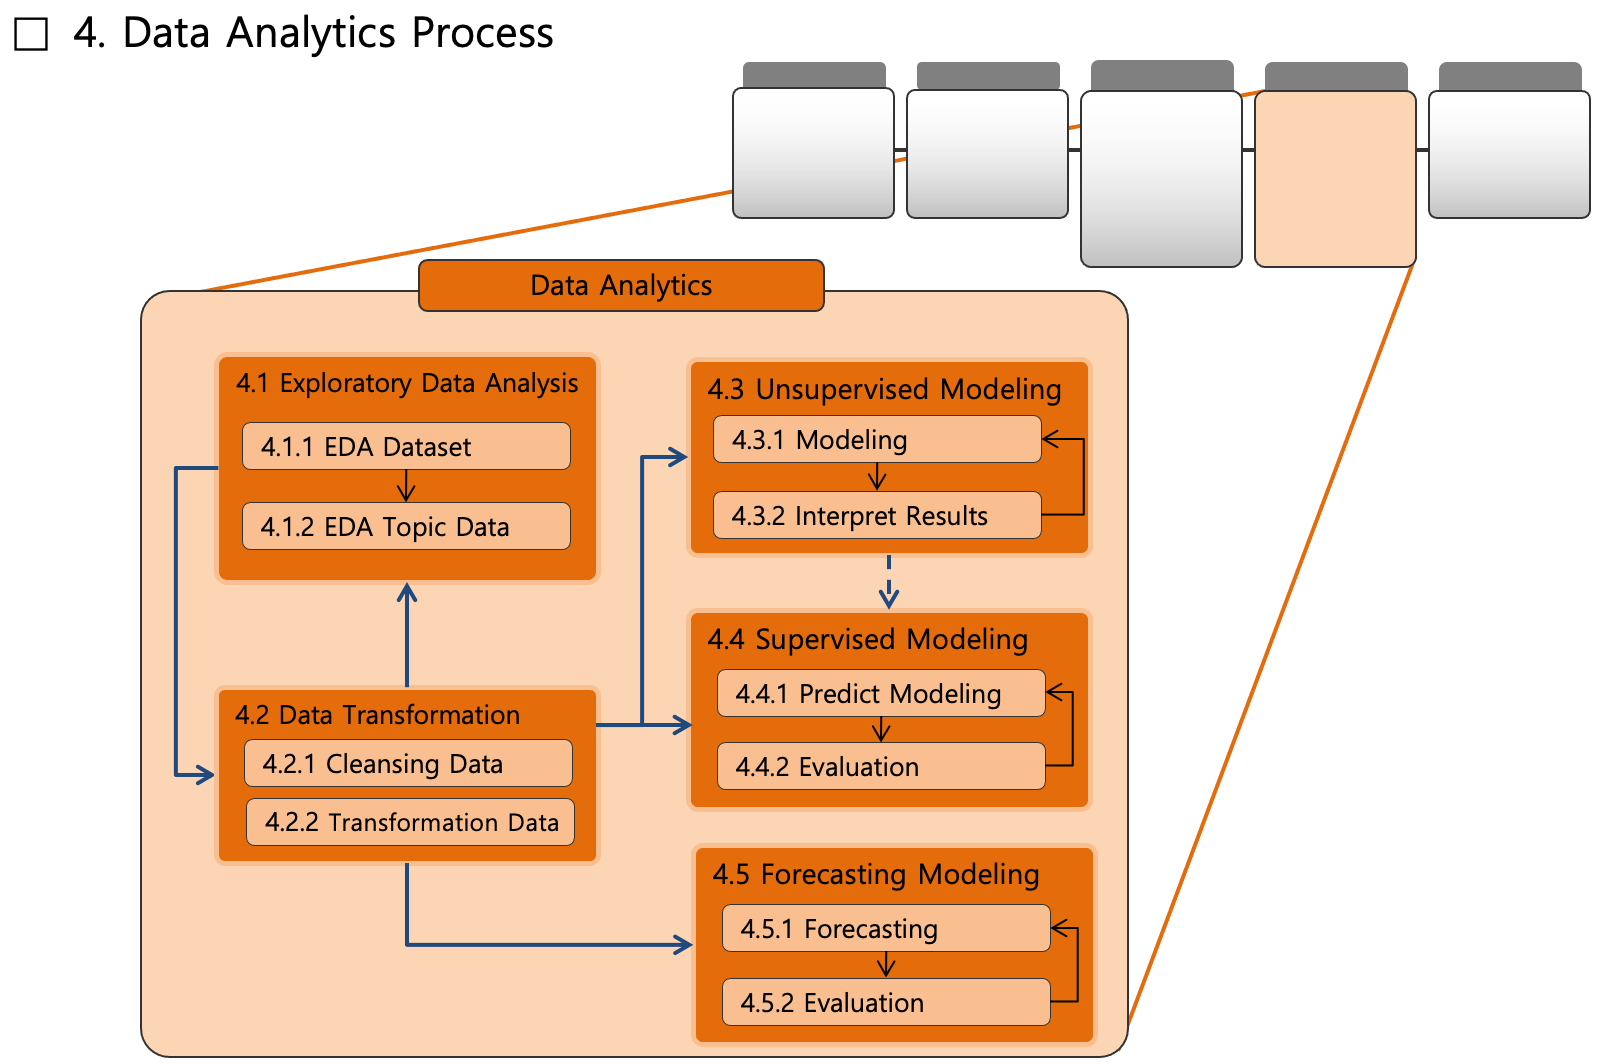 4. Data Analytics Process
Data Analytics
4.1 Exploratory Data Analysis
4.1.1 EDA Dataset
4.1.2 EDA Topic Data
4.2 Data Transformation
4.2.1 Cleansing Data
4.2.2 Transformation Data
4.3 Unsupervised Modeling
4.3.1 Modeling
4.3.2 Interpret Results
4.4 Supervised Modeling
4.4.1 Predict Modeling
4.4.2 Evaluation
4.5 Forecasting Modeling
4.5.1 Forecasting
4.5.2 Evaluation